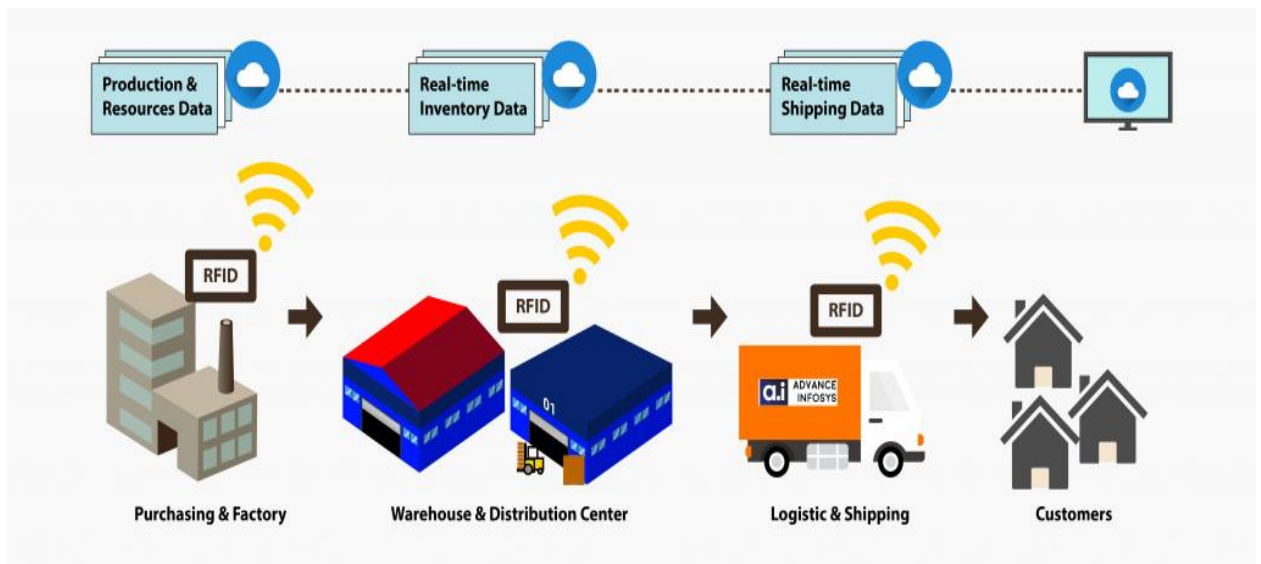 Production &
Resources Data
Real-time
Inventory Data
Real-time
Shipping Data
RFID
RFID
RFID
01
a.i ADVANCE
INFOSYS
Purchasing & Factory
Warehouse & Distribution Center
Logistic & Shipping
Customers